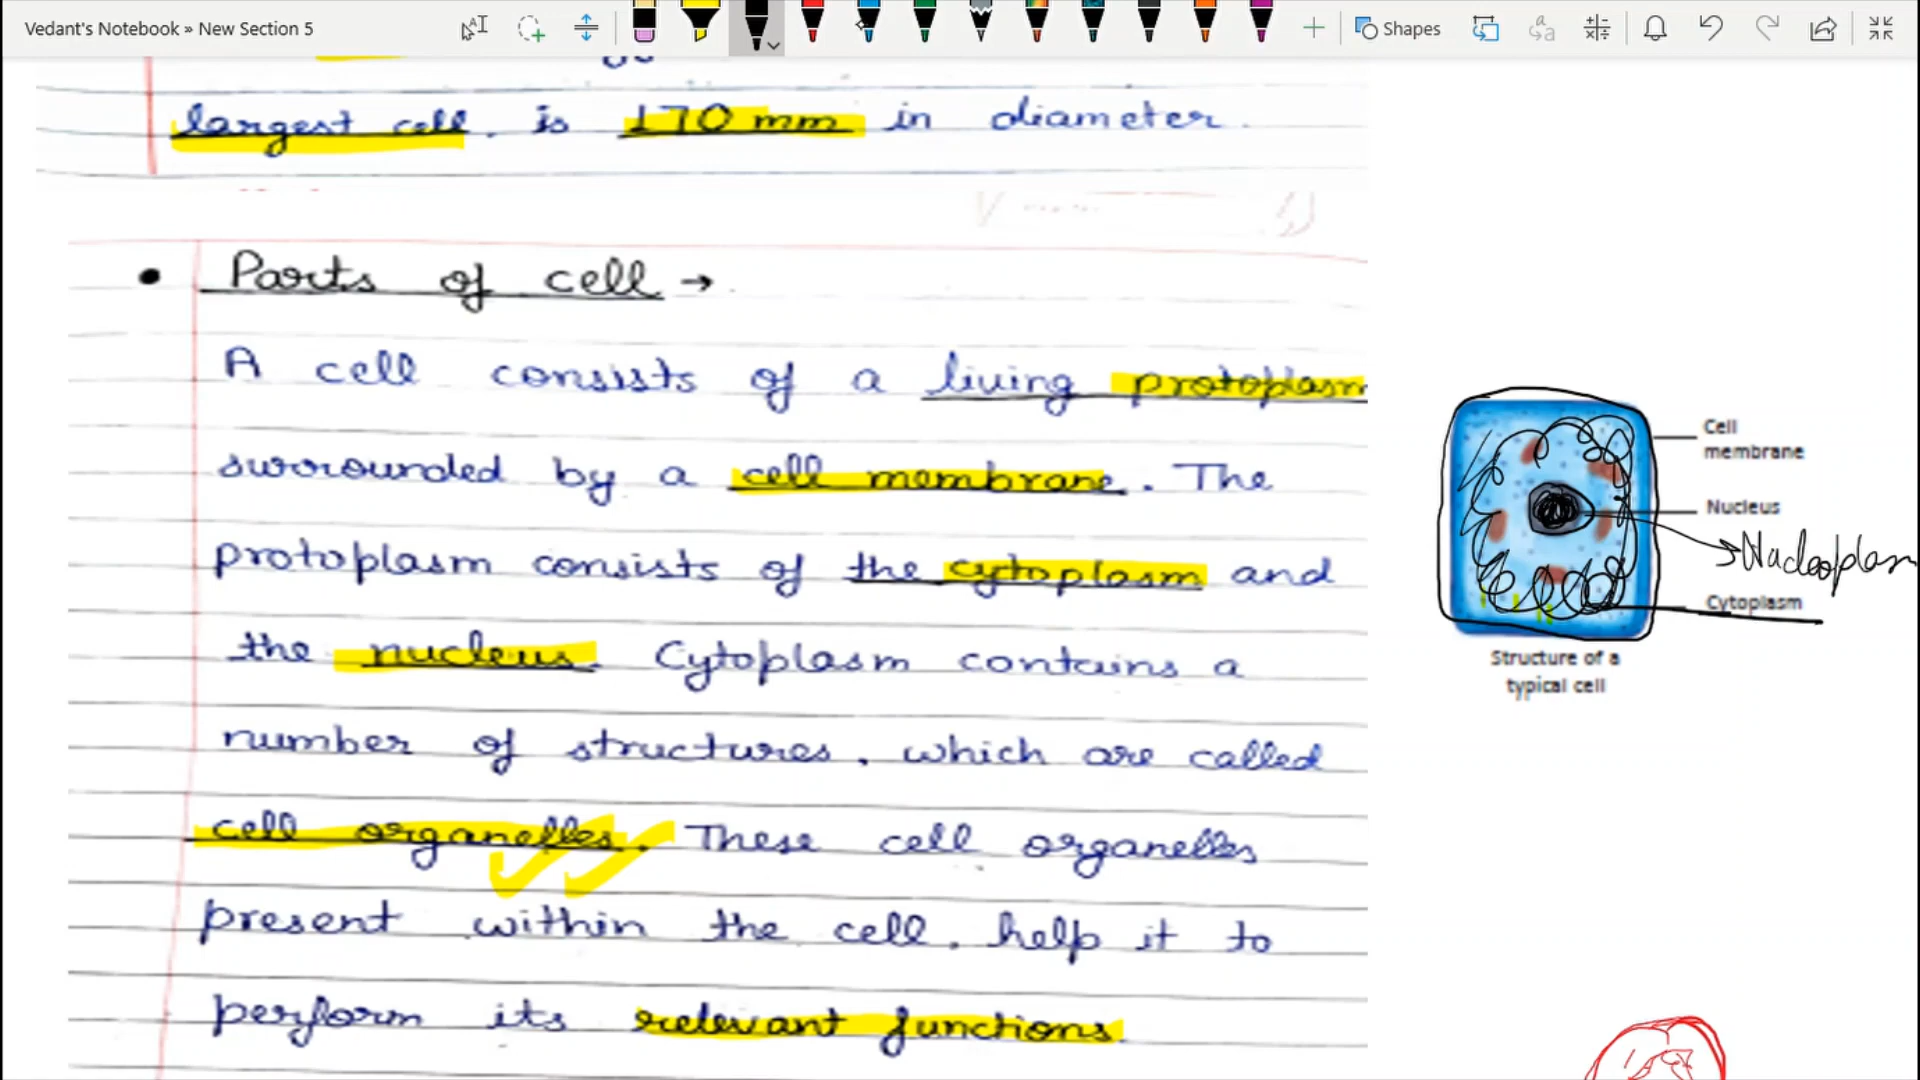 Vedant's Notebook » New Section 5
Shapes
largest cell. is 170 mm in diameter.
• Parts of cell →
A cell consists of a living protoplasm
surrounded by a cell membrane. The
protoplasm consists of the cytoplasm and
the nucleus. Cytoplasm contains a
number of structures, which are called
cell organelles. These cell organelles
present within the cell, help it to
perform its relevant functions.
Cell
membrane
Nucleus
Nucleoplasm
Cytoplasm
Structure of a
typical cell